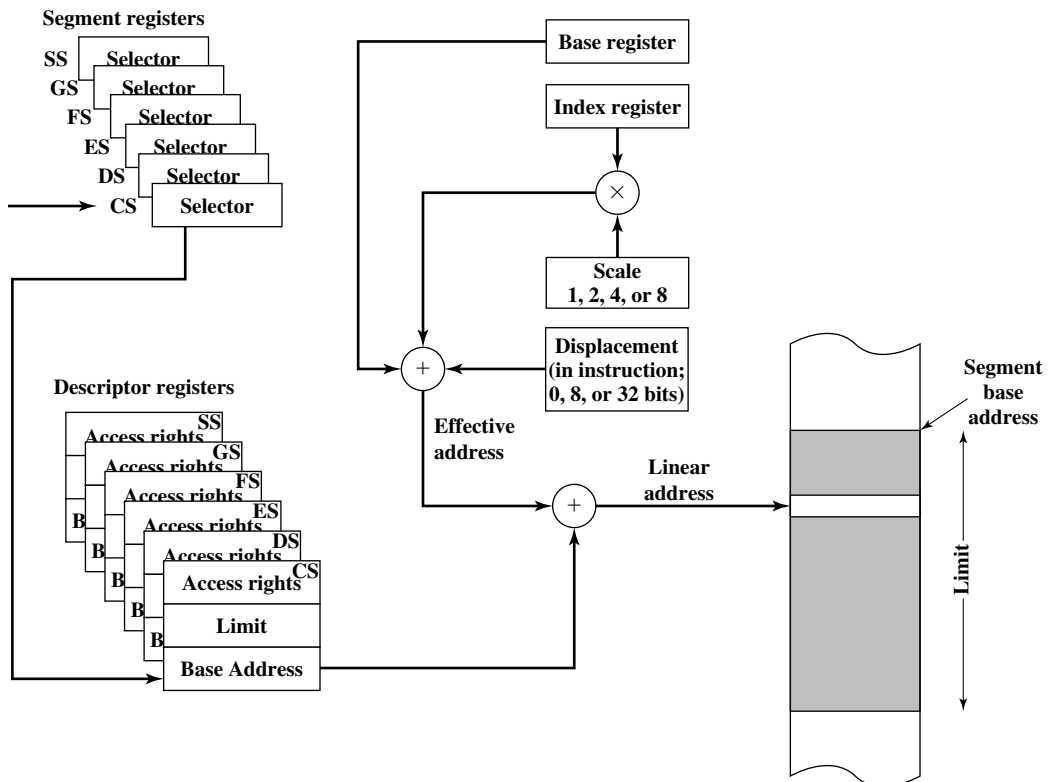 Segment registers
SS
Selector
GS
Selector
FS
Selector
ES
Selector
DS
Selector
CS
Selector
Base register
Index register
×
Scale
1, 2, 4, or 8
+
Displacement
(in instruction;
0, 8, or 32 bits)
Descriptor registers
SS
Access rights
GS
Access rights
FS
Access rights
ES
Access rights
DS
Access rights
CS
Access rights
B
B
B
B
B
Limit
Base Address
Effective
address
+
Linear
address
Segment
base
address
Limit